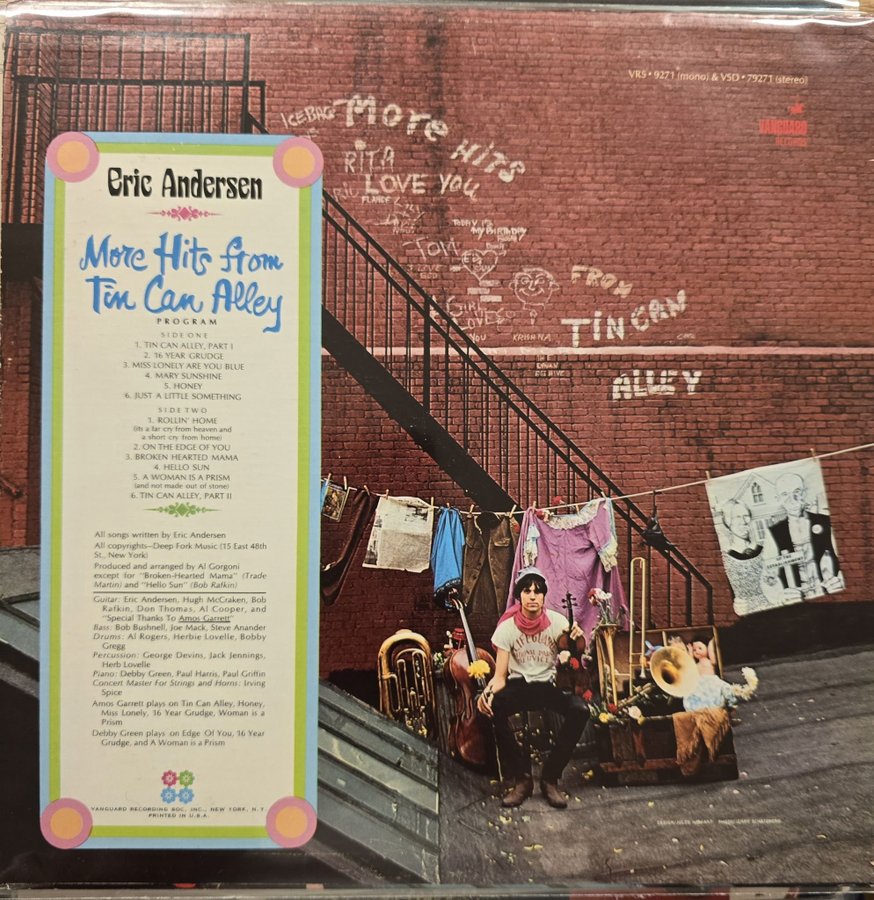 VRS • 9271 (mono) & VSD • 79271 (stereo)
VANGUARD
RECORDS
ICEBAG
MORE HITS
RITA
LOVE YOU
TODAY IS
MY BIRTHDAY
TOM
FROM
TIN CAN
KRISHNA
ALLEY
Eric Andersen
More Hits from
Tin Can Alley
PROGRAM
SIDE ONE
1. TIN CAN ALLEY, PART I
2. 16 YEAR GRUDGE
3. MISS LONELY ARE YOU BLUE
4. MARY SUNSHINE
5. HONEY
6. JUST A LITTLE SOMETHING
SIDE TWO
1. ROLLIN' HOME
(its a far cry from heaven and
a short cry from home)
2. ON THE EDGE OF YOU
3. BROKEN HEARTED MAMA
4. HELLO SUN
5. A WOMAN IS A PRISM
(and not made out of stone)
6. TIN CAN ALLEY, PART II
All songs written by Eric Andersen
All copyrights—Deep Fork Music (15 East 48th
St., New York)
Produced and arranged by Al Gorgoni
except for "Broken-Hearted Mama" (Trade
Martin) and "Hello Sun" (Bob Rafkin)
Guitar: Eric Andersen, Hugh McCraken, Bob
Rafkin, Don Thomas, Al Cooper, and
"Special Thanks To Amos Garrett"
Bass: Bob Bushnell, Joe Mack, Steve Anander
Drums: Al Rogers, Herbie Lovelle, Bobby
Gregg
Percussion: George Devins, Jack Jennings,
Herb Lovelle
Piano: Debby Green, Paul Harris, Paul Griffin
Concert Master For Strings and Horns: Irving
Spice
Amos Garrett plays on Tin Can Alley, Honey,
Miss Lonely, 16 Year Grudge, Woman is a
Prism
Debby Green plays on Edge Of You, 16 Year
Grudge, and A Woman is a Prism
VANGUARD RECORDING SOC. INC., NEW YORK, N.Y.
PRINTED IN U.S.A.
LIFEGUARD